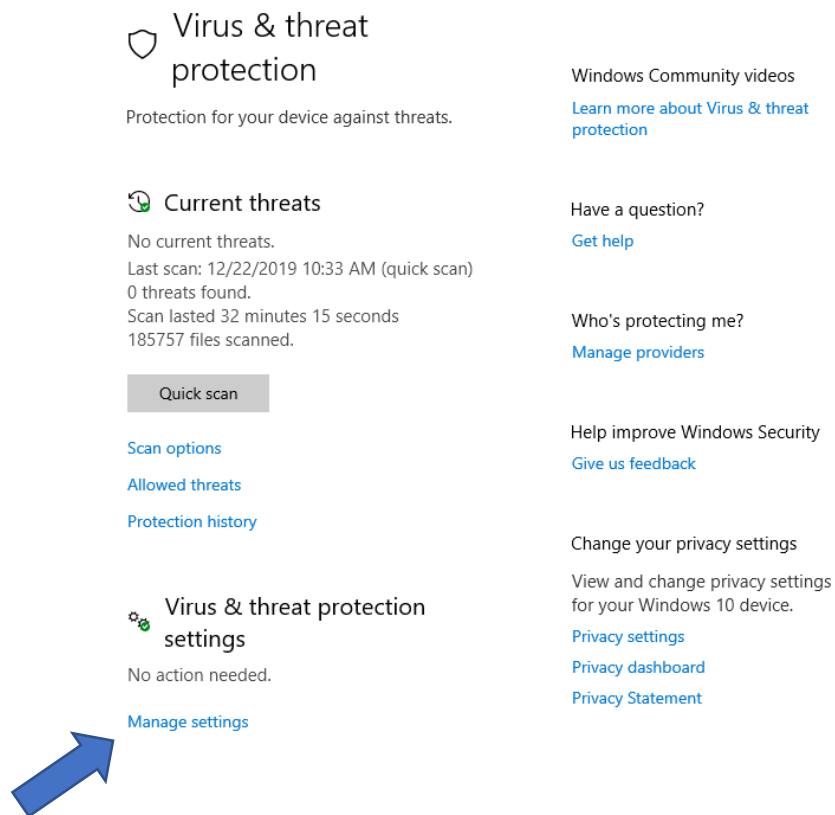 Virus & threat
protection
Protection for your device against threats.
Current threats
No current threats.
Last scan: 12/22/2019 10:33 AM (quick scan)
0 threats found.
Scan lasted 32 minutes 15 seconds
185757 files scanned.
Quick scan
Scan options
Allowed threats
Protection history
Virus & threat protection
settings
No action needed.
Manage settings
Windows Community videos
Learn more about Virus & threat
protection
Have a question?
Get help
Who's protecting me?
Manage providers
Help improve Windows Security
Give us feedback
Change your privacy settings
View and change privacy settings
for your Windows 10 device.
Privacy settings
Privacy dashboard
Privacy Statement